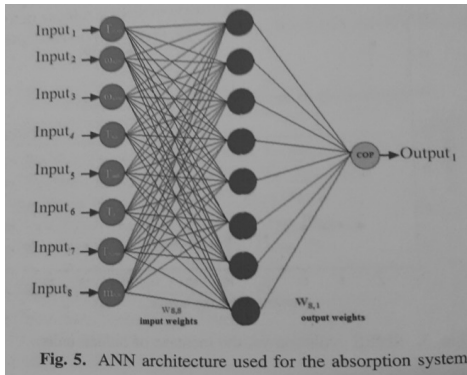 Input₁
Input₂
Input₃
Input₄
Input₅
Input₆
Input₇
Input₈
COP
Output₁
W₈,₈
input weights
W₈,₁
output weights
Fig. 5. ANN architecture used for the absorption system